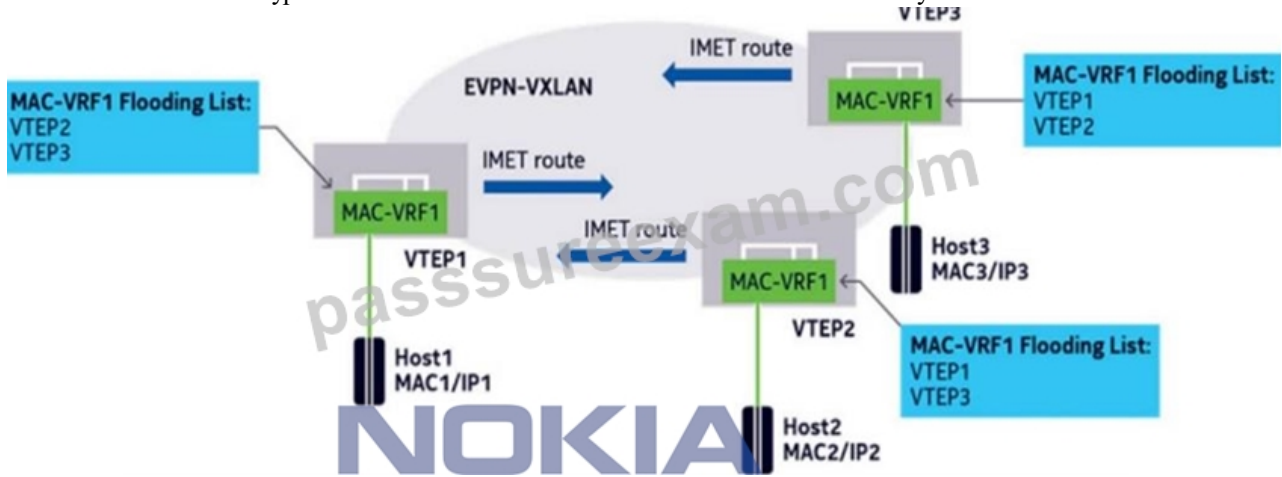 VTEP3
IMET route
EVPN-VXLAN
MAC-VRF1
MAC-VRF1 Flooding List:
VTEP1
VTEP2
MAC-VRF1 Flooding List:
VTEP2
VTEP3
IMET route
MAC-VRF1
VTEP1
IMET route
MAC-VRF1
VTEP2
Host3
MAC3/IP3
MAC-VRF1 Flooding List:
VTEP1
VTEP3
Host1
MAC1/IP1
Host2
MAC2/IP2
passsureexam.com
NOKIA